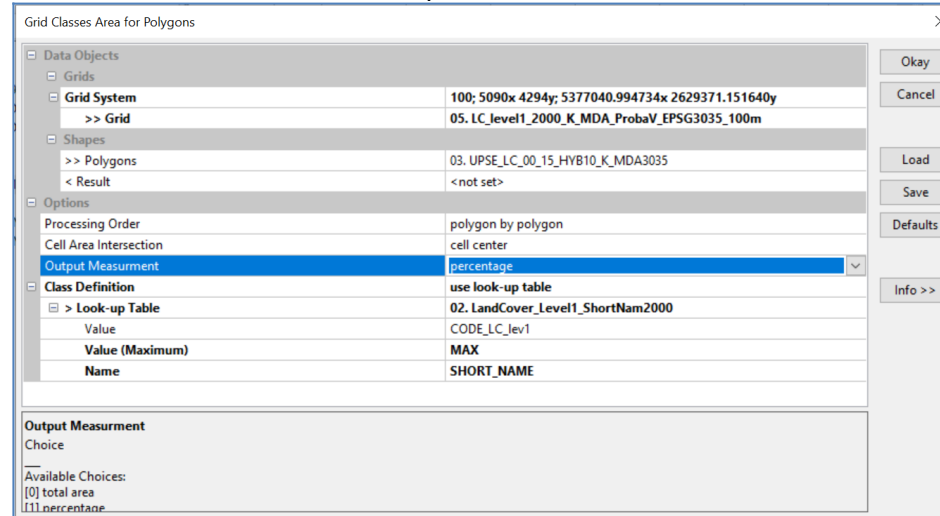 Grid Classes Area for Polygons
Data Objects
Grids
Grid System 100; 5090x 4294y; 5377040.994734x 2629371.151640y
>> Grid 05. LC_level1_2000_K_MDA_ProbaV_EPSG3035_100m
Shapes
>> Polygons 03. UPSE_LC_00_15_HYB10_K_MDA3035
< Result <not set>
Options
Processing Order polygon by polygon
Cell Area Intersection cell center
Output Measurment percentage
Class Definition use look-up table
> Look-up Table 02. LandCover_Level1_ShortNam2000
Value CODE_LC_lev1
Value (Maximum) MAX
Name SHORT_NAME
Okay
Cancel
Load
Save
Defaults
Info >>
Output Measurment
Choice
__
Available Choices:
[0] total area
[1] percentage